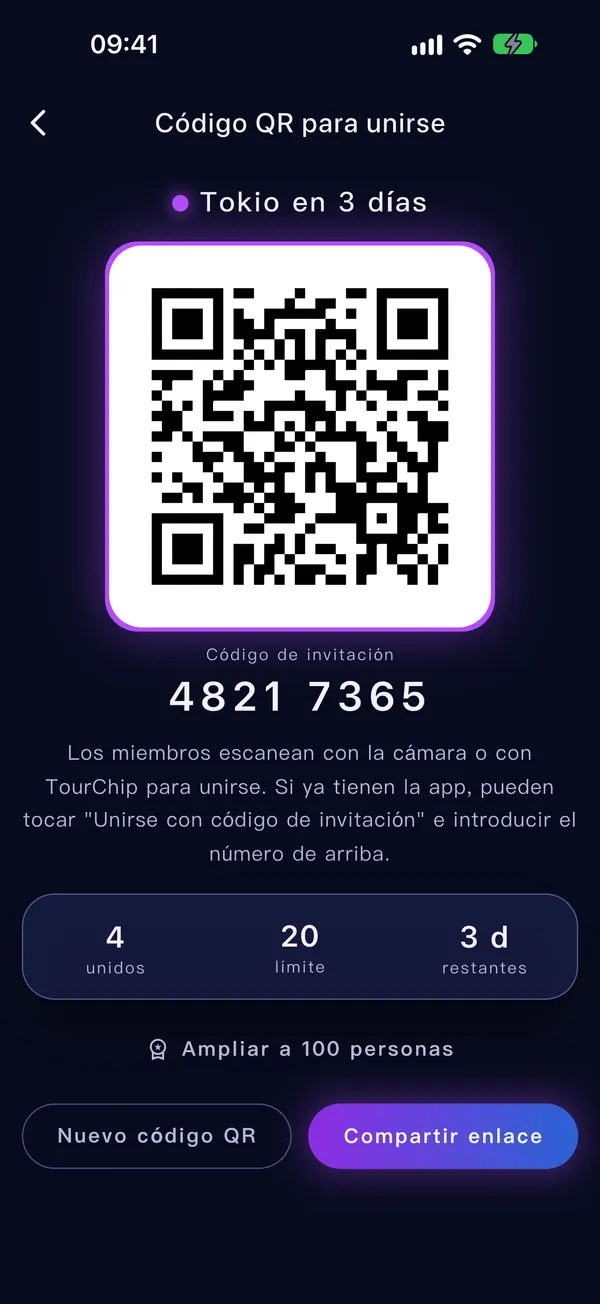 09:41
Código QR para unirse
Tokio en 3 días
Código de invitación
4821 7365
Los miembros escanean con la cámara o con
TourChip para unirse. Si ya tienen la app, pueden
tocar "Unirse con código de invitación" e introducir el
número de arriba.
4 20 3 d
unidos límite restantes
Ampliar a 100 personas
Nuevo código QR Compartir enlace